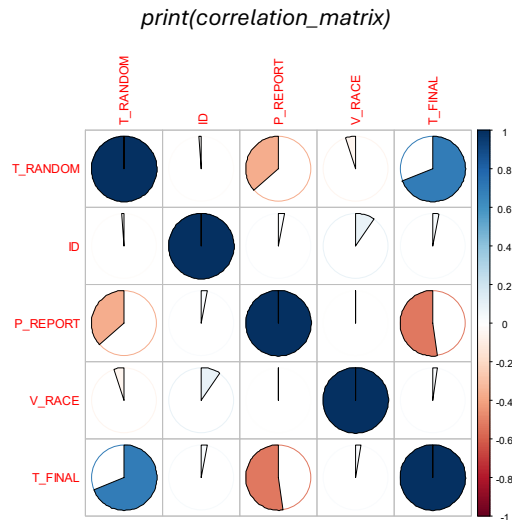 print(correlation_matrix)
T_RANDOM
ID
P_REPORT
V_RACE
T_FINAL
T_RANDOM
ID
P_REPORT
V_RACE
T_FINAL
1
0.8
0.6
0.4
0.2
0
-0.2
-0.4
-0.6
-0.8
-1